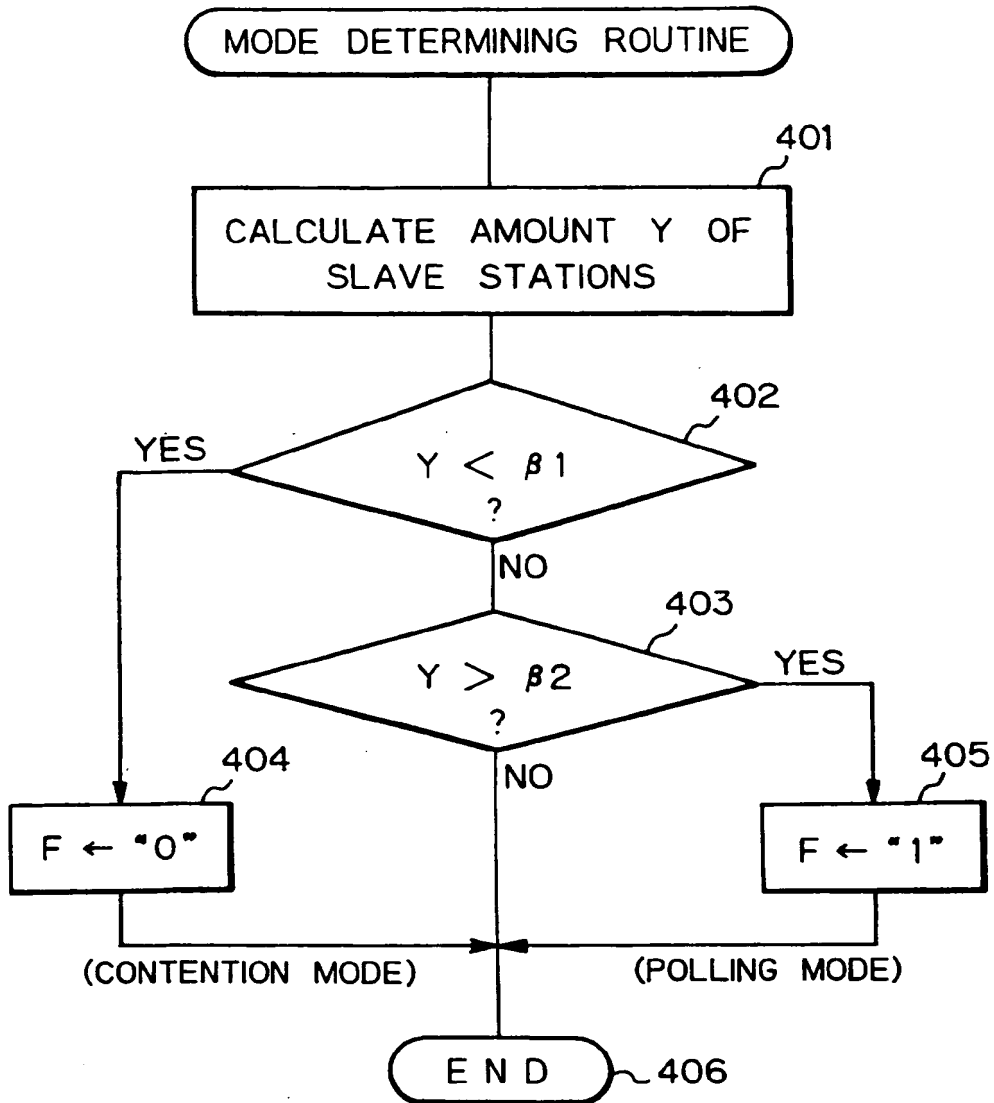 MODE DETERMINING ROUTINE
401
CALCULATE AMOUNT Y OF
SLAVE STATIONS
402
YES
Y < β1
?
NO
403
Y > β2
?
YES
NO
404
F ← "0"
405
F ← "1"
(CONTENTION MODE)
(POLLING MODE)
END
406